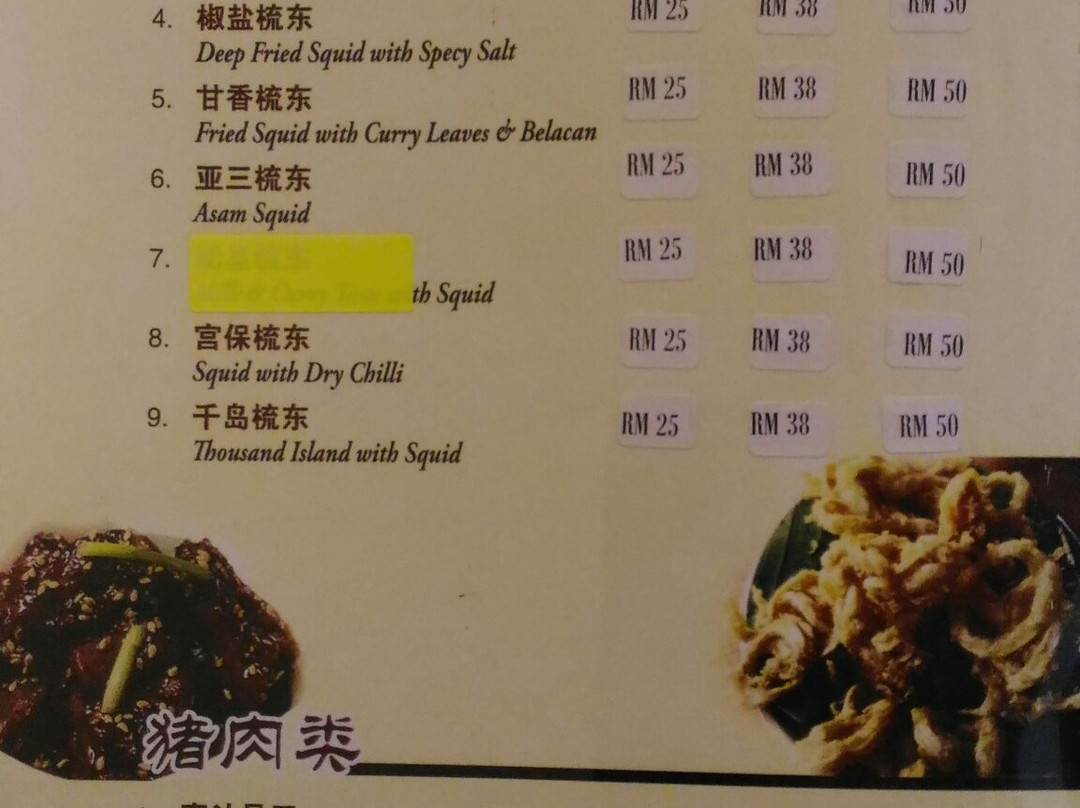 4. 椒盐梳东 RM 25 RM 38 RM 50
Deep Fried Squid with Specy Salt
5. 甘香梳东 RM 25 RM 38 RM 50
Fried Squid with Curry Leaves & Belacan
6. 亚三梳东 RM 25 RM 38 RM 50
Asam Squid
7. RM 25 RM 38 RM 50
with Squid
8. 宫保梳东 RM 25 RM 38 RM 50
Squid with Dry Chilli
9. 千岛梳东 RM 25 RM 38 RM 50
Thousand Island with Squid
猪肉类